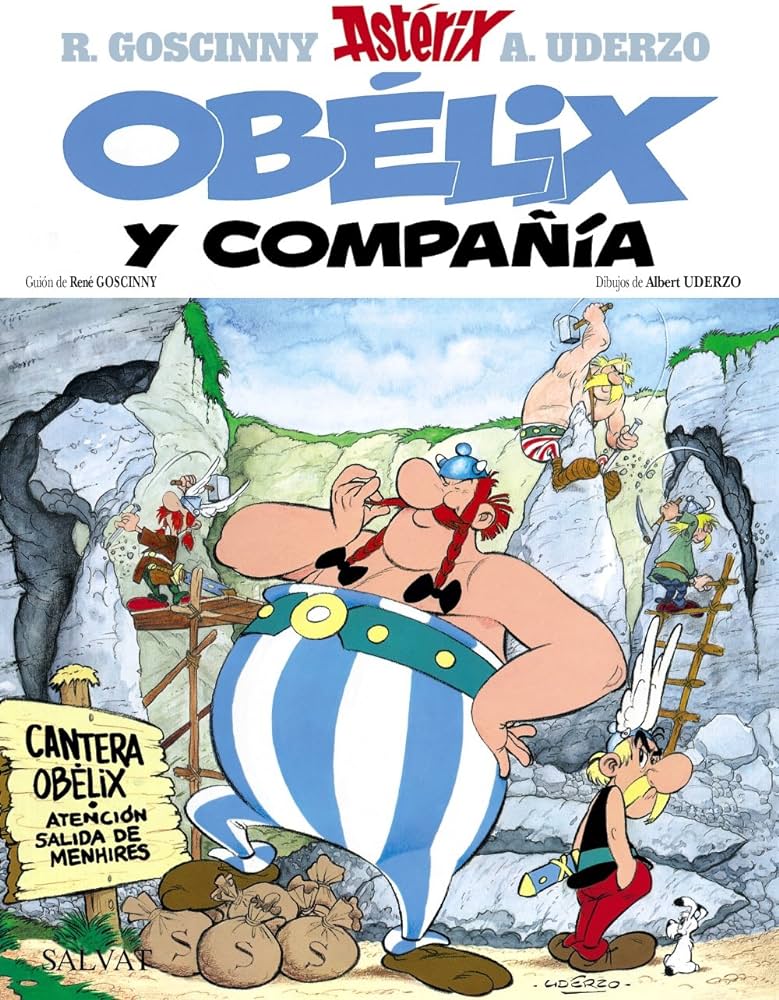 R. GOSCINNY Astérix A. UDERZO
OBÉLIX
Y COMPAÑÍA
Guión de René GOSCINNY
Dibujos de Albert UDERZO
CANTERA
OBÉLIX
•
ATENCIÓN
SALIDA DE
MENHIRES
S S S
SALVAT
- UDERZO -